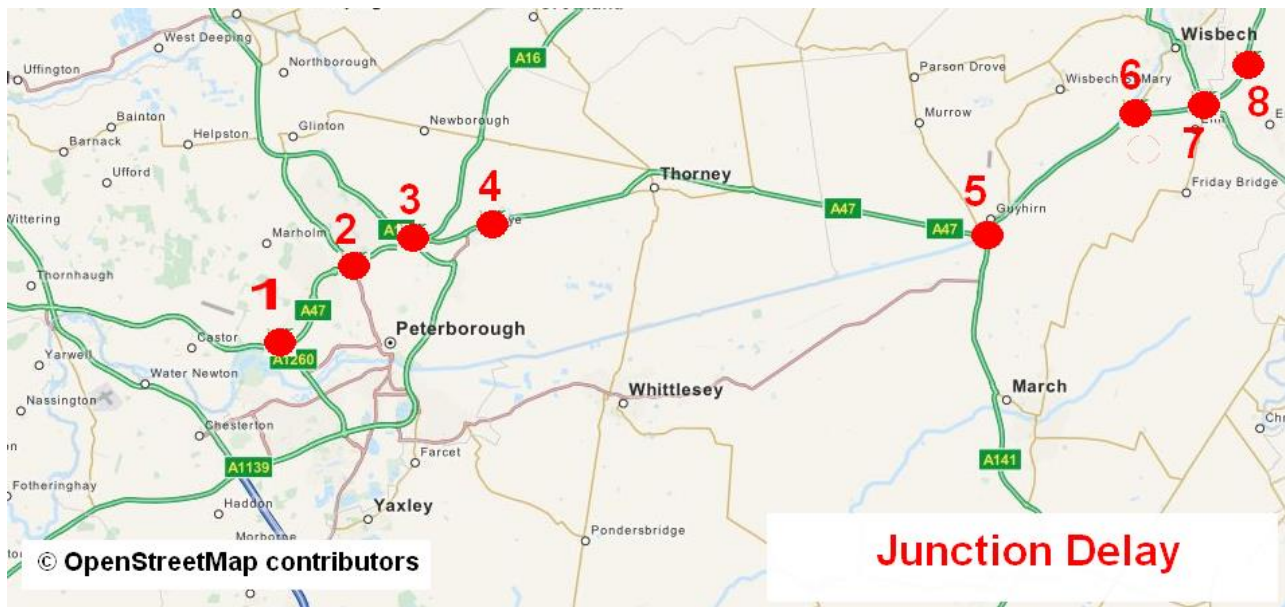 West Deeping
A16
Wisbech
Uffington
Northborough
Parson Drove
6
Wisbech St Mary
Bainton
Glinton
Newborough
Murrow
8
Barnack
Helpston
4
Thorney
7
Ufford
3
5
Friday Bridge
Wittering
2
A47
A47
Guyhirn
Marholm
Thornhaugh
1
A47
Castor
Peterborough
A1260
Yarwell
Water Newton
Whittlesey
March
Nassington
Chesterton
A1139
Farcet
A141
Fotheringhay
Haddon
Yaxley
Pondersbridge
Morborne
© OpenStreetMap contributors
Junction Delay